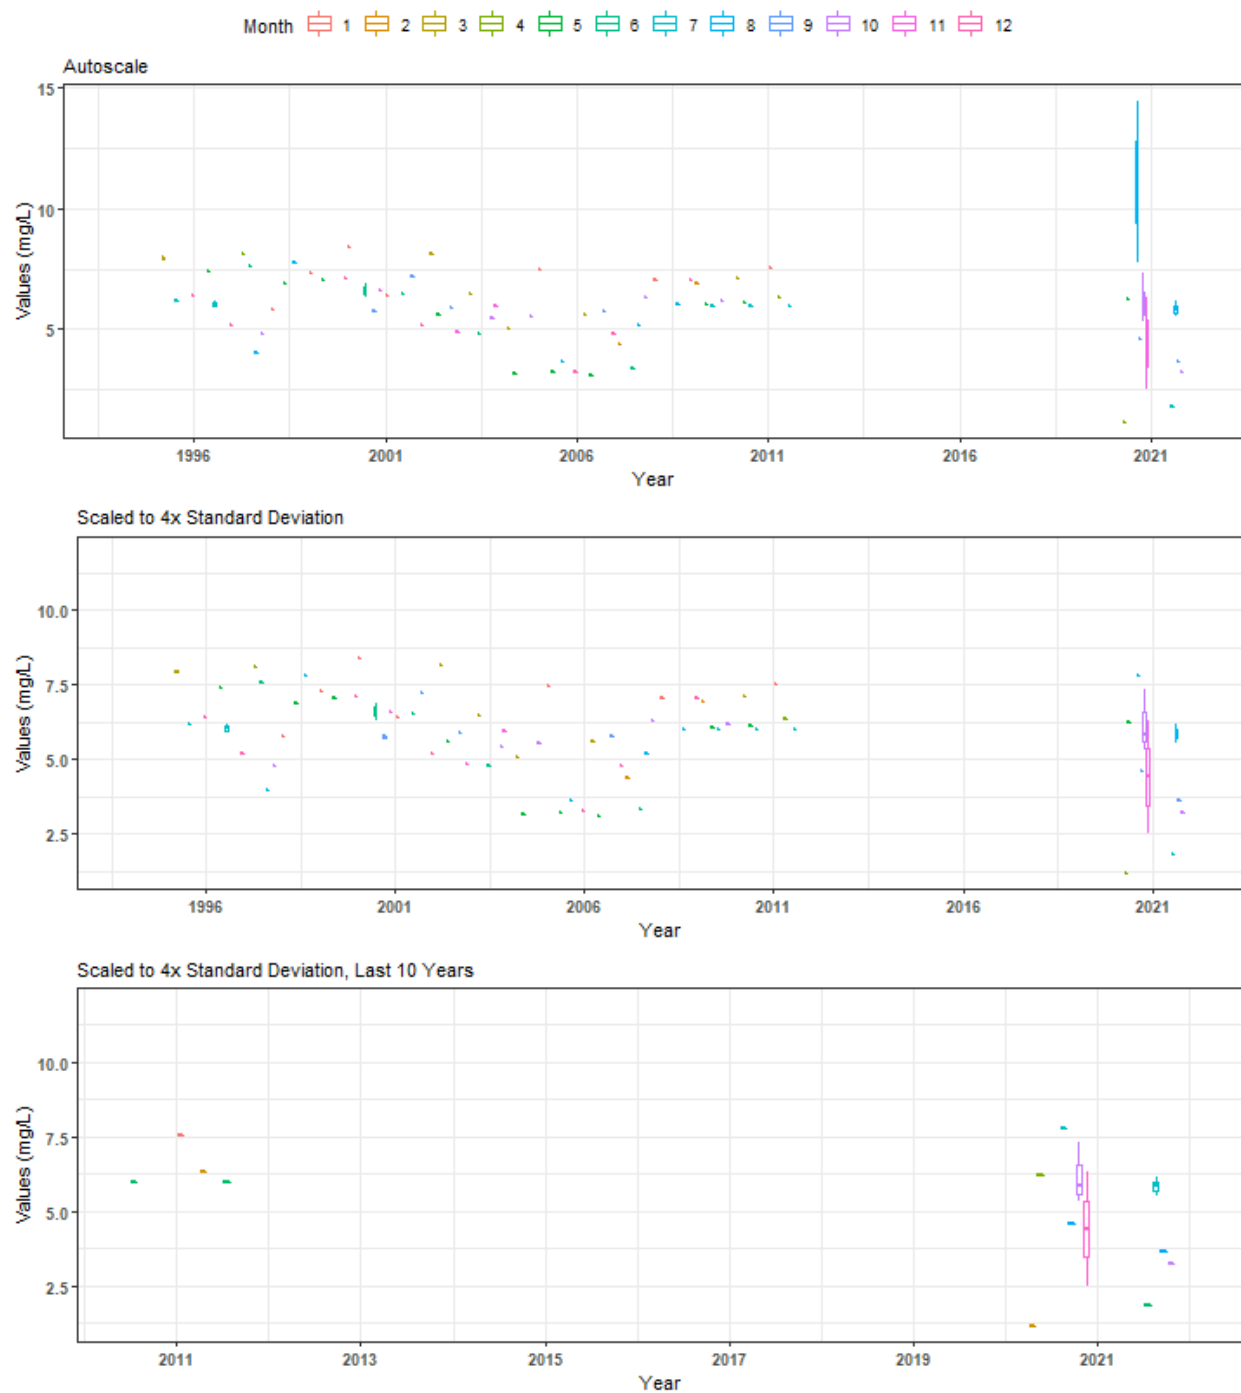 Month 1 2 3 4 5 6 7 8 9 10 11 12
Autoscale
Values (mg/L)
15
10
5
1996 2001 2006 2011 2016 2021
Year
Scaled to 4x Standard Deviation
Values (mg/L)
10.0
7.5
5.0
2.5
1996 2001 2006 2011 2016 2021
Year
Scaled to 4x Standard Deviation, Last 10 Years
Values (mg/L)
10.0
7.5
5.0
2.5
2011 2013 2015 2017 2019 2021
Year